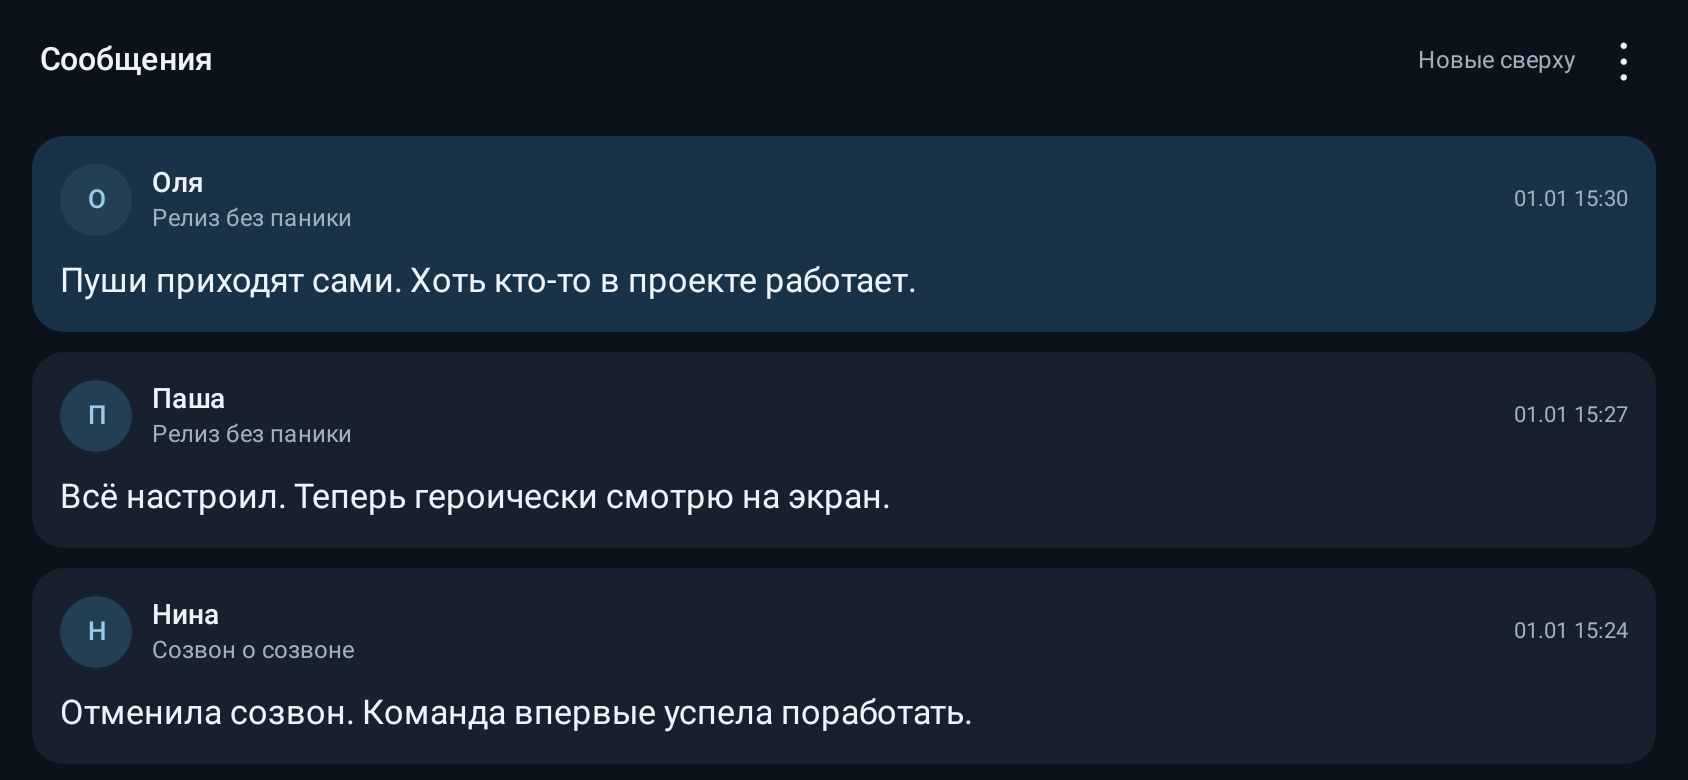 Сообщения
Новые сверху
О
Оля
Релиз без паники
01.01 15:30
Пуши приходят сами. Хоть кто-то в проекте работает.
П
Паша
Релиз без паники
01.01 15:27
Всё настроил. Теперь героически смотрю на экран.
Н
Нина
Созвон о созвоне
01.01 15:24
Отменила созвон. Команда впервые успела поработать.